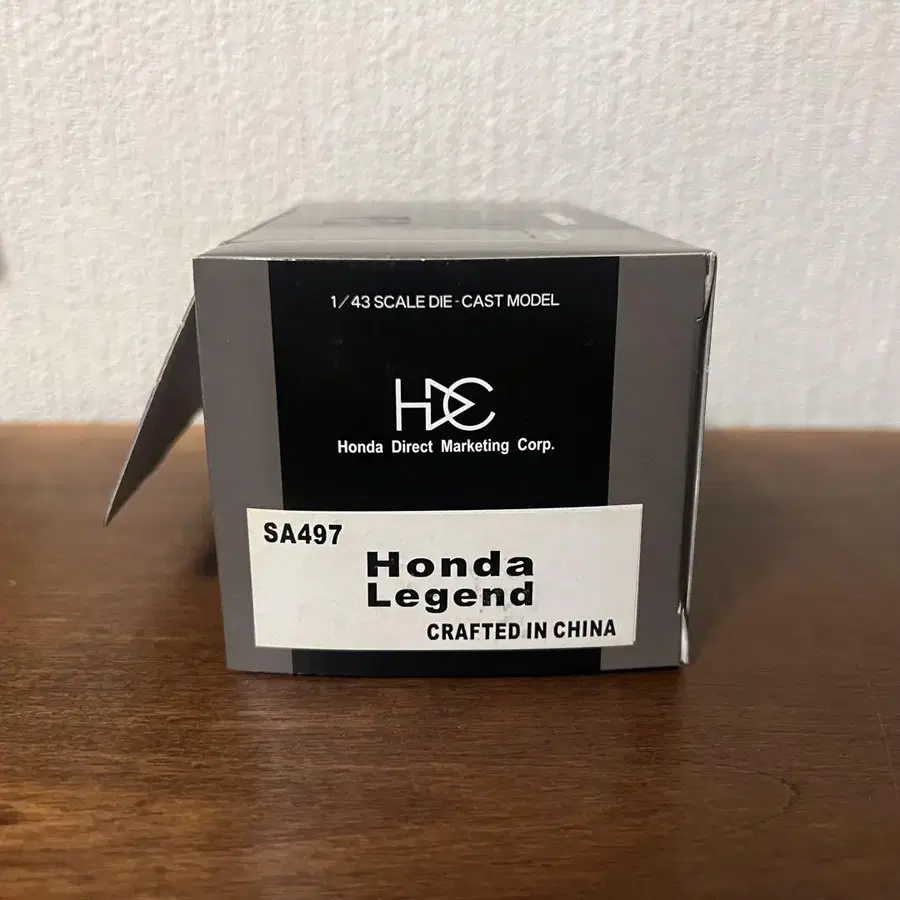 1/43 SCALE DIE-CAST MODEL
HDC
Honda Direct Marketing Corp.
SA497
Honda
Legend
CRAFTED IN CHINA